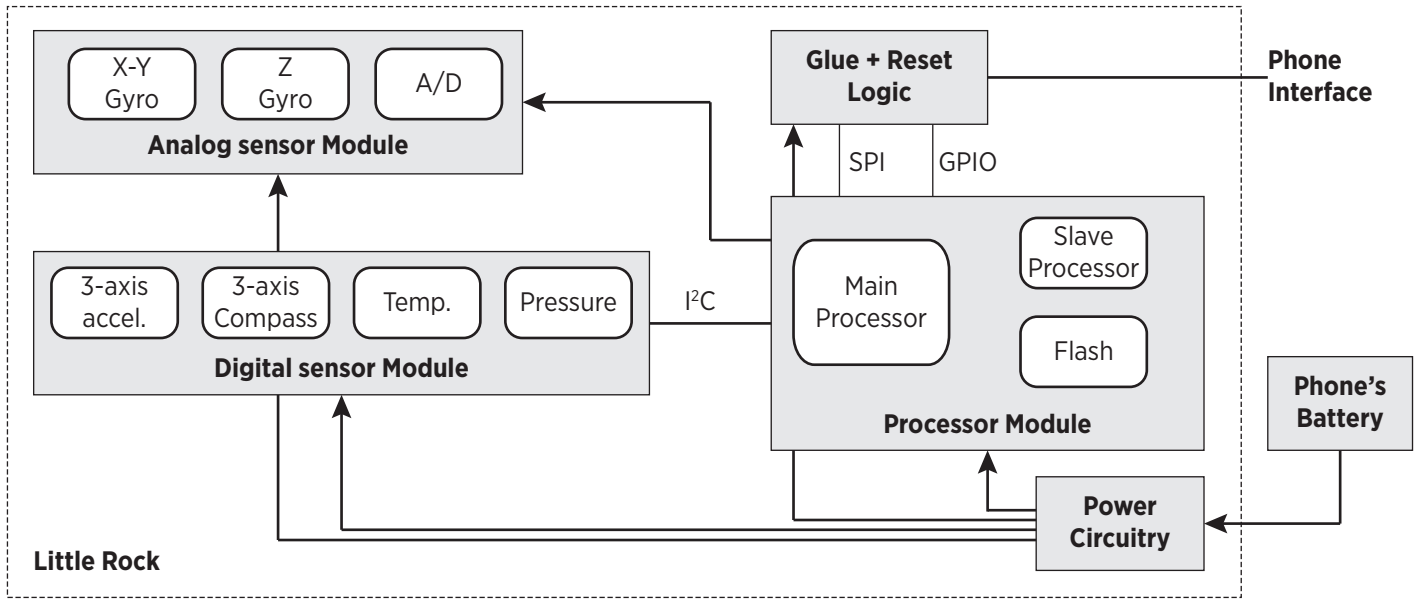 X-Y
Gyro
Z
Gyro
A/D
Analog sensor Module
Glue + Reset
Logic
Phone
Interface
SPI
GPIO
3-axis
accel.
3-axis
Compass
Temp.
Pressure
Digital sensor Module
I²C
Main
Processor
Slave
Processor
Flash
Processor Module
Phone’s
Battery
Power
Circuitry
Little Rock